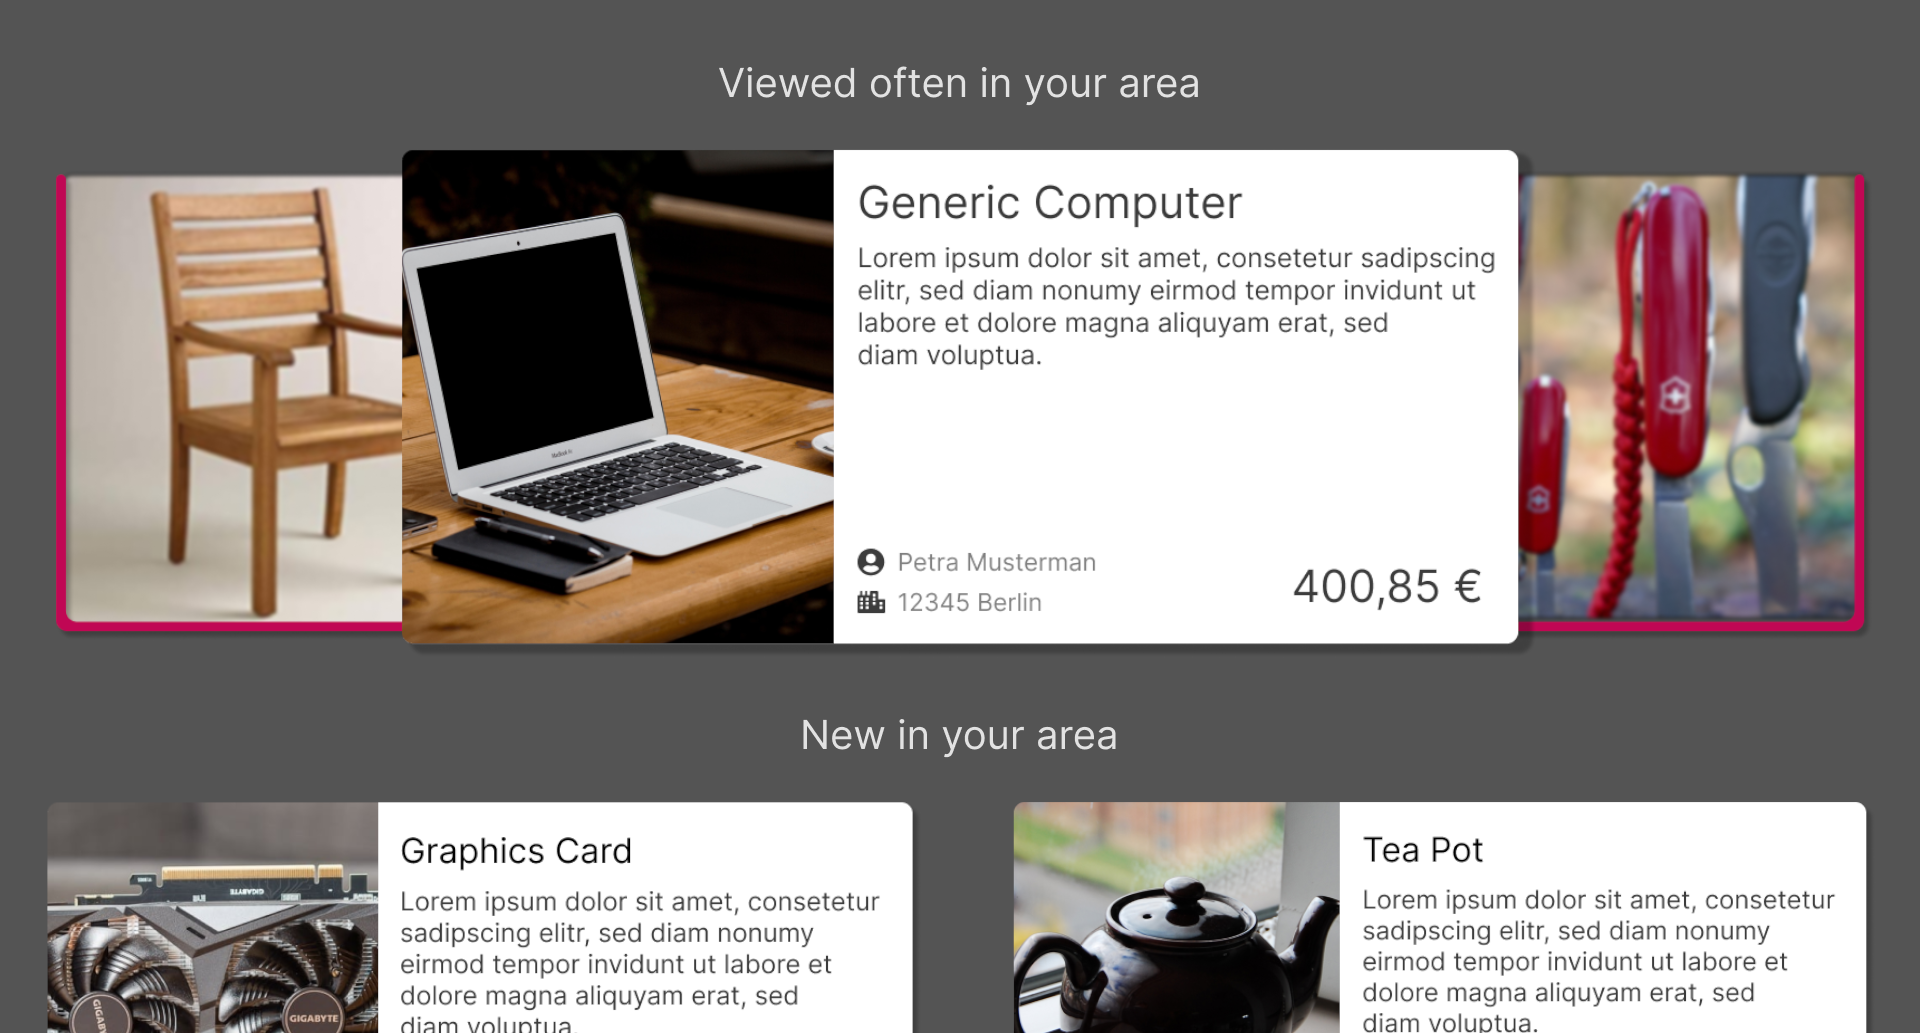 Viewed often in your area
Generic Computer
Lorem ipsum dolor sit amet, consetetur sadipscing
elitr, sed diam nonumy eirmod tempor invidunt ut
labore et dolore magna aliquyam erat, sed
diam voluptua.
MacBook Air
Petra Musterman
12345 Berlin
400,85 €
New in your area
Graphics Card
Lorem ipsum dolor sit amet, consetetur
sadipscing elitr, sed diam nonumy
eirmod tempor invidunt ut labore et
dolore magna aliquyam erat, sed
diam voluptua.
GIGABYTE
GIGABYTE
Tea Pot
Lorem ipsum dolor sit amet, consetetur
sadipscing elitr, sed diam nonumy
eirmod tempor invidunt ut labore et
dolore magna aliquyam erat, sed
diam voluptua.